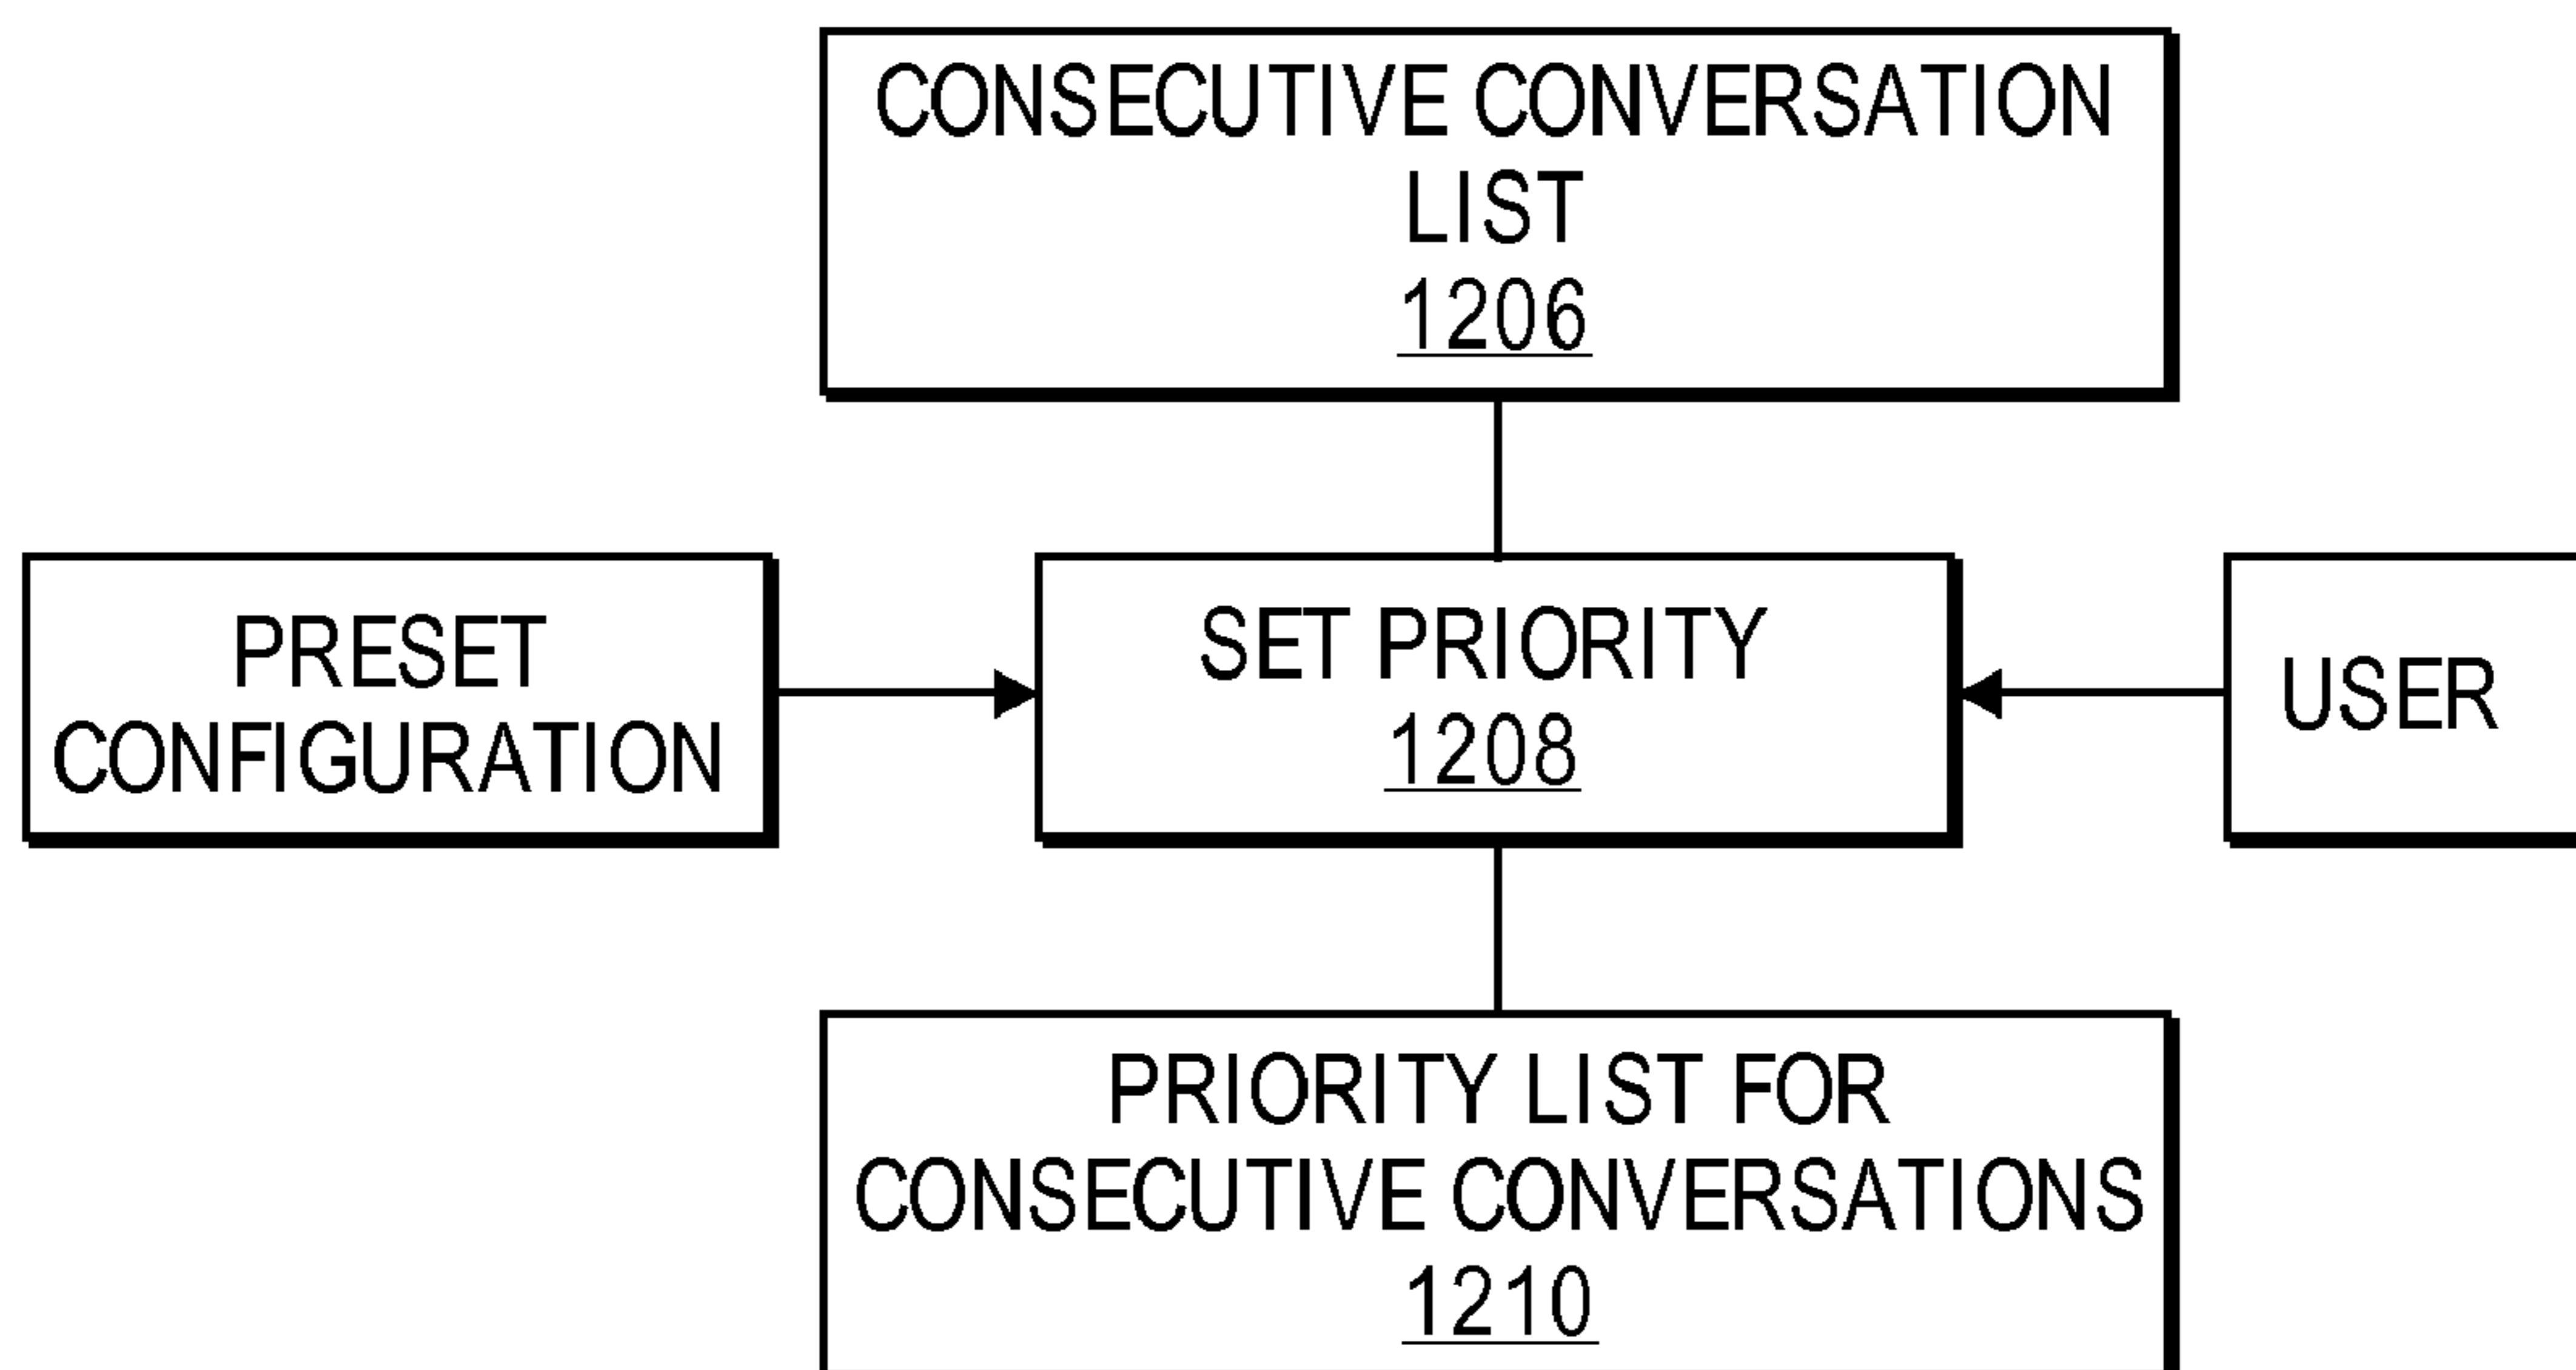 CONSECUTIVE CONVERSATION
LIST
1206
PRESET
CONFIGURATION
SET PRIORITY
1208
USER
PRIORITY LIST FOR
CONSECUTIVE CONVERSATIONS
1210